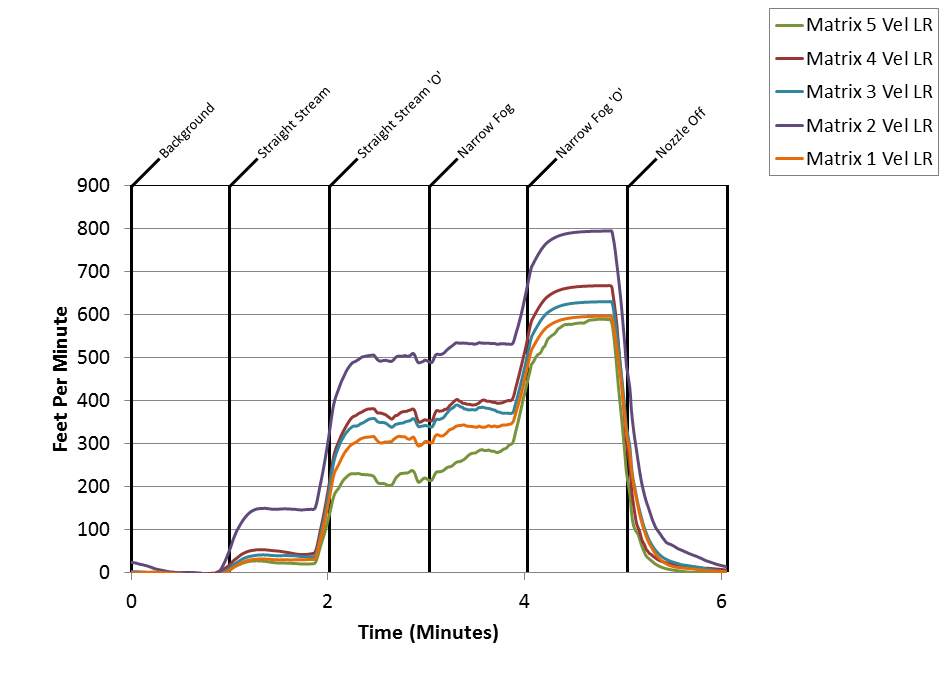 Matrix 5 Vel LR
Matrix 4 Vel LR
Matrix 3 Vel LR
Matrix 2 Vel LR
Matrix 1 Vel LR
Background
Straight Stream
Straight Stream 'O'
Narrow Fog
Narrow Fog 'O'
Nozzle Off
900
800
700
600
500
400
300
200
100
0
Feet Per Minute
0 2 4 6
Time (Minutes)